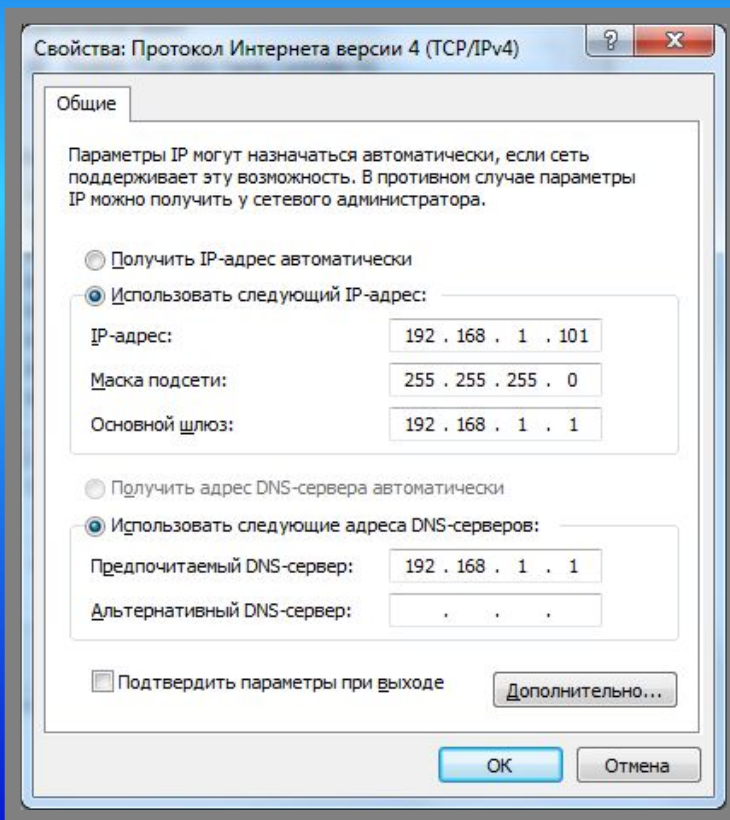 Свойства: Протокол Интернета версии 4 (TCP/IPv4)
?
Общие
Параметры IP могут назначаться автоматически, если сеть
поддерживает эту возможность. В противном случае параметры
IP можно получить у сетевого администратора.
Получить IP-адрес автоматически
Использовать следующий IP-адрес:
IP-адрес: 192 . 168 . 1 . 101
Маска подсети: 255 . 255 . 255 . 0
Основной шлюз: 192 . 168 . 1 . 1
Получить адрес DNS-сервера автоматически
Использовать следующие адреса DNS-серверов:
Предпочитаемый DNS-сервер: 192 . 168 . 1 . 1
Альтернативный DNS-сервер: . . .
Подтвердить параметры при выходе
Дополнительно...
ОК Отмена